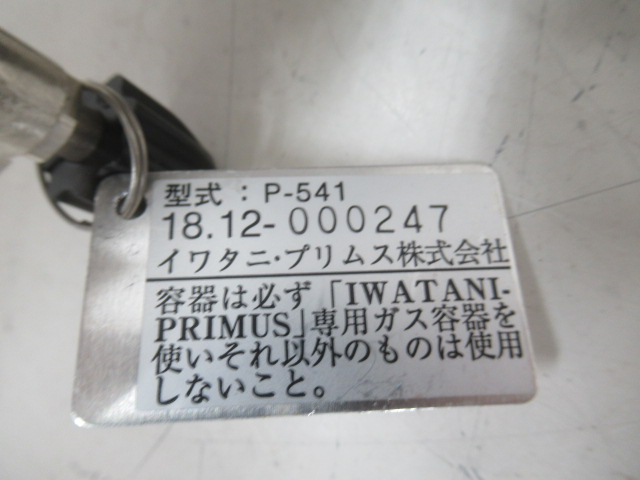 型式：P-541
18.12-000247
イワタニ・プリムス株式会社
容器は必ず「IWATANI-
PRIMUS」専用ガス容器を
使いそれ以外のものは使用
しないこと。